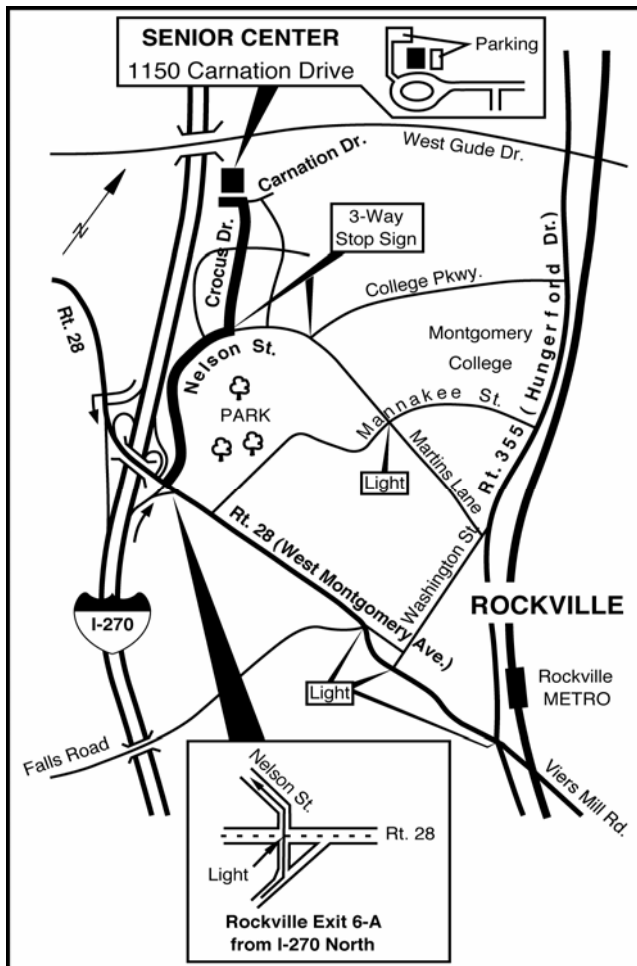 SENIOR CENTER
1150 Carnation Drive
Parking
West Gude Dr.
Carnation Dr.
3-Way
Stop Sign
N
Crocus Dr.
Rt. 28
College Pkwy.
Nelson St.
Montgomery
College
Rt. 355 (Hungerford Dr.)
PARK
Mannakee St.
Martins Lane
Light
Rt. 28 (West Montgomery Ave.)
Washington St.
ROCKVILLE
I-270
Rockville
METRO
Light
Falls Road
Viers Mill Rd.
Nelson St.
Rt. 28
Light
Rockville Exit 6-A
from I-270 North